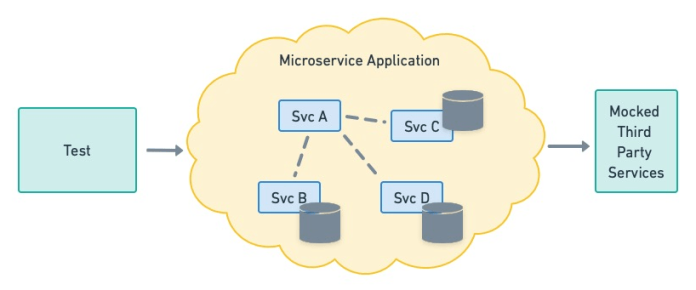 Microservice Application
Test
Svc A
Svc C
Svc B
Svc D
Mocked
Third
Party
Services